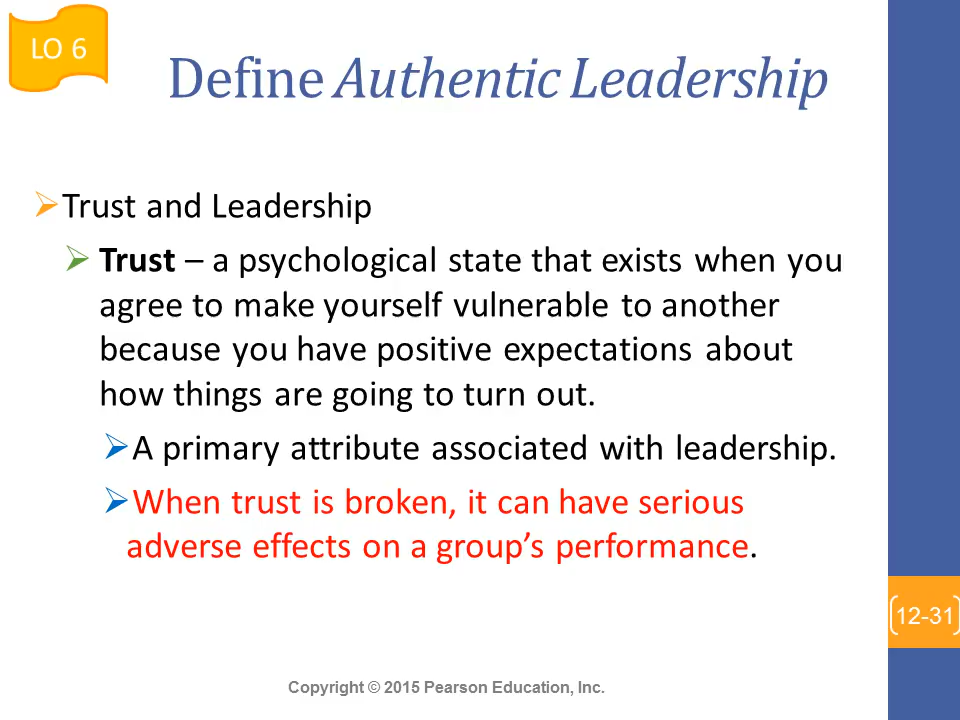 LO 6
Define Authentic Leadership
Trust and Leadership
Trust – a psychological state that exists when you
agree to make yourself vulnerable to another
because you have positive expectations about
how things are going to turn out.
A primary attribute associated with leadership.
When trust is broken, it can have serious
adverse effects on a group’s performance.
12-31
Copyright © 2015 Pearson Education, Inc.